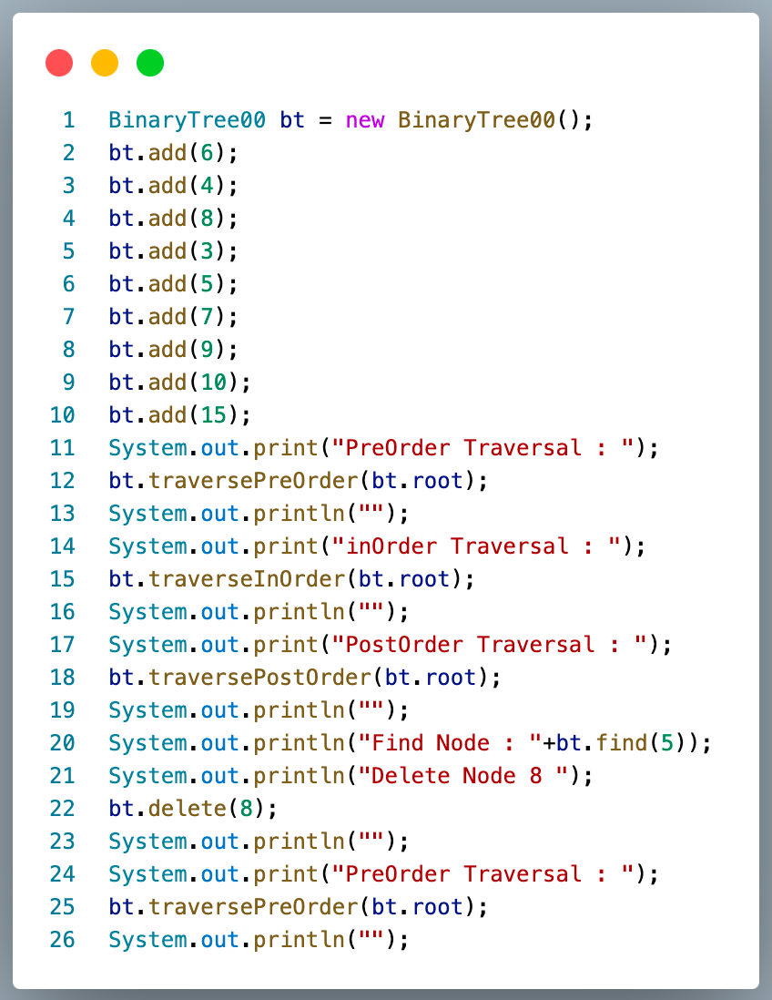 1 BinaryTree00 bt = new BinaryTree00();
2 bt.add(6);
3 bt.add(4);
4 bt.add(8);
5 bt.add(3);
6 bt.add(5);
7 bt.add(7);
8 bt.add(9);
9 bt.add(10);
10 bt.add(15);
11 System.out.print("PreOrder Traversal : ");
12 bt.traversePreOrder(bt.root);
13 System.out.println("");
14 System.out.print("inOrder Traversal : ");
15 bt.traverseInOrder(bt.root);
16 System.out.println("");
17 System.out.print("PostOrder Traversal : ");
18 bt.traversePostOrder(bt.root);
19 System.out.println("");
20 System.out.println("Find Node : "+bt.find(5));
21 System.out.println("Delete Node 8 ");
22 bt.delete(8);
23 System.out.println("");
24 System.out.print("PreOrder Traversal : ");
25 bt.traversePreOrder(bt.root);
26 System.out.println("");